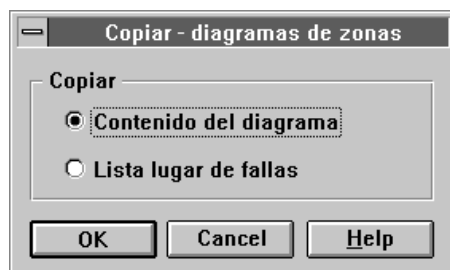 Copiar - diagramas de zonas
Copiar
Contenido del diagrama
Lista lugar de fallas
OK Cancel Help